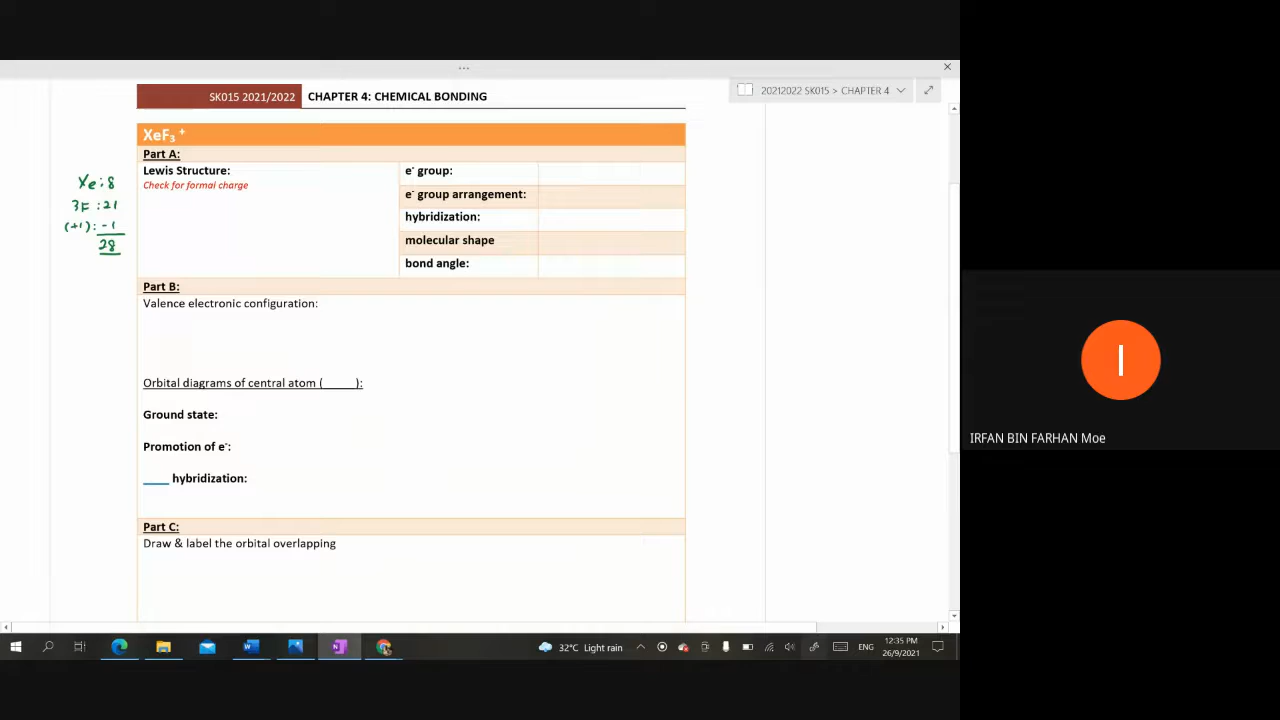 SK015 2021/2022 CHAPTER 4: CHEMICAL BONDING
20212022 SK015 > CHAPTER 4
XeF₃⁺
Part A:
Lewis Structure:
Check for formal charge
e⁻ group:
e⁻ group arrangement:
hybridization:
molecular shape
bond angle:
Xe : 8
3F : 21
(+1) : -1
28
Part B:
Valence electronic configuration:
Orbital diagrams of central atom (_____):
Ground state:
Promotion of e⁻:
____ hybridization:
Part C:
Draw & label the orbital overlapping
I
IRFAN BIN FARHAN Moe
32°C Light rain
ENG
12:35 PM
26/9/2021